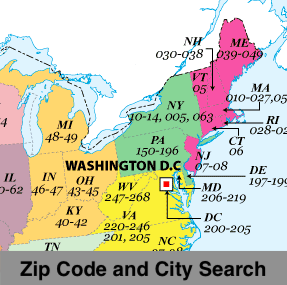 NH
030-038
ME
039-049
VT
05
MA
010-027,05
NY
10-14, 005, 063
RI
028-02
CT
06
MI
48-49
PA
150-196
WASHINGTON D.C
NJ
07-08
IL
0-62
IN
46-47
OH
43-45
WV
247-268
DE
197-199
MD
206-219
KY
40-42
VA
220-246
201, 205
DC
200-205
TN
NC
Zip Code and City Search